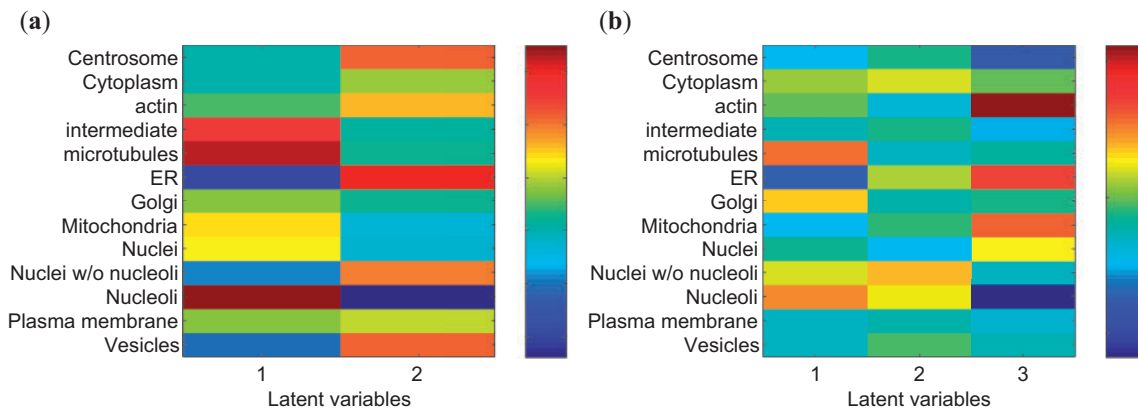 (a)
Centrosome
Cytoplasm
actin
intermediate
microtubules
ER
Golgi
Mitochondria
Nuclei
Nuclei w/o nucleoli
Nucleoli
Plasma membrane
Vesicles
1 2
Latent variables
(b)
Centrosome
Cytoplasm
actin
intermediate
microtubules
ER
Golgi
Mitochondria
Nuclei
Nuclei w/o nucleoli
Nucleoli
Plasma membrane
Vesicles
1 2 3
Latent variables